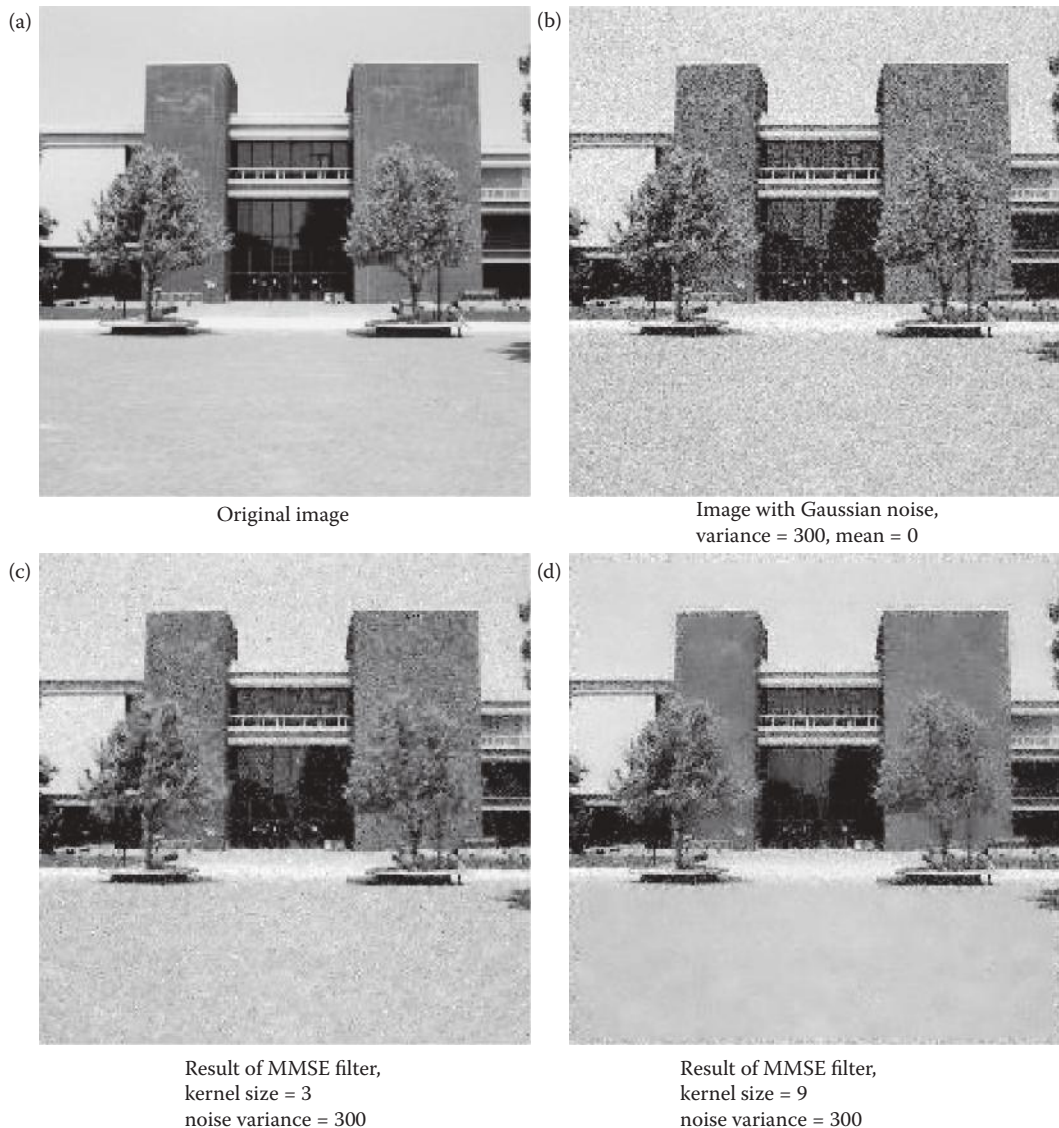 (a)
(b)
Original image
Image with Gaussian noise,
variance = 300, mean = 0
(c)
(d)
Result of MMSE filter,
kernel size = 3
noise variance = 300
Result of MMSE filter,
kernel size = 9
noise variance = 300